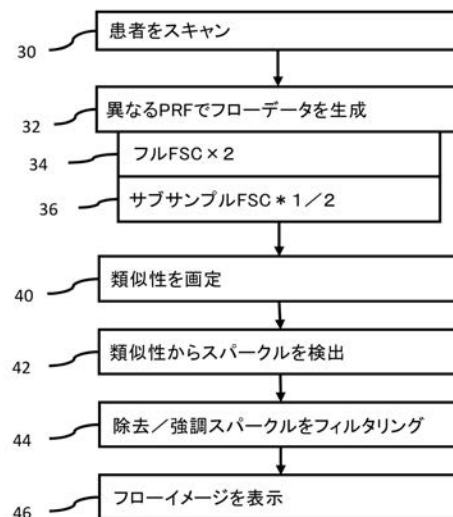 30 患者をスキャン
32 異なるPRFでフローデータを生成
34 フルFSC×2
36 サブサンプルFSC*1/2
40 類似性を画定
42 類似性からスパークルを検出
44 除去/強調スパークルをフィルタリング
46 フローイメージを表示